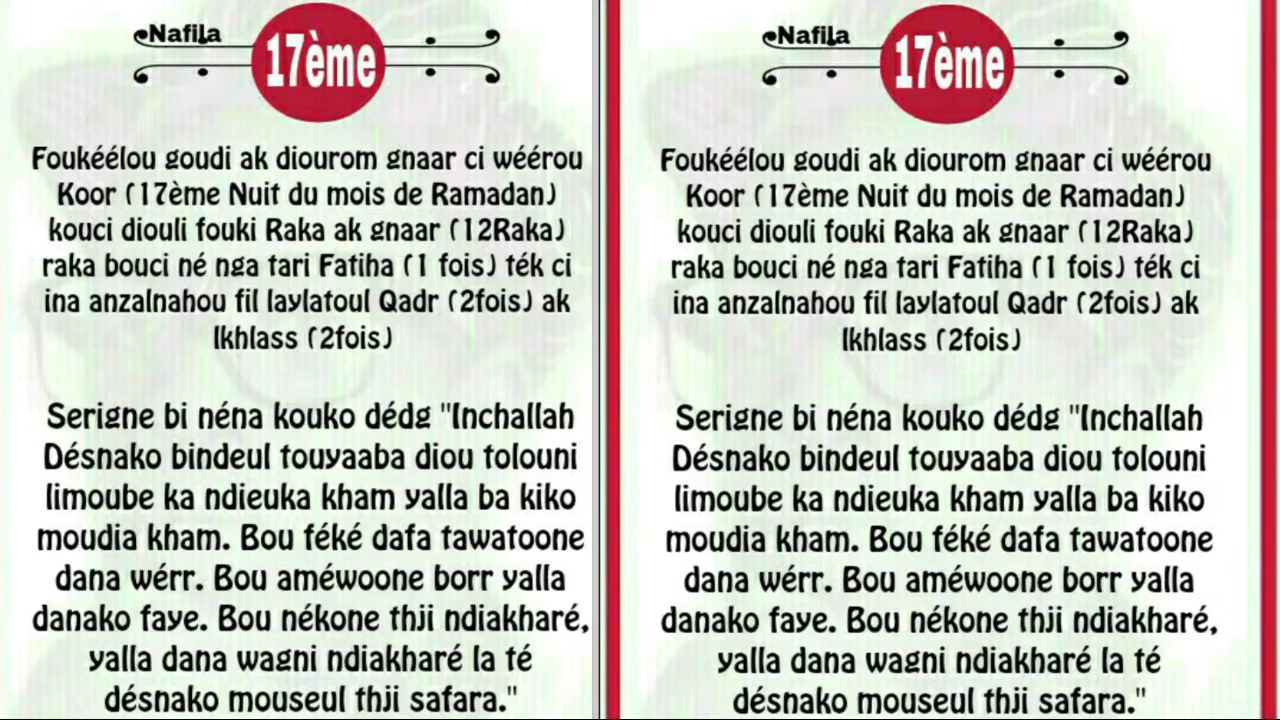 Nafila
17ème
Foukéélou goudi ak diourom gnaar ci wéérou
Koor (17ème Nuit du mois de Ramadan)
kouci diouli fouki Raka ak gnaar (12Raka)
raka bouci né nga tari Fatiha (1 fois) ték ci
ina anzalnahou fil laylatoul Qadr (2fois) ak
Ikhlass (2fois)
Serigne bi néna kouko dédg "Inchallah
Désnako bindeul touyaaba diou tolouni
limoube ka ndieuka kham yalla ba kiko
moudia kham. Bou féké dafa tawatoone
dana wérr. Bou améwoone borr yalla
danako faye. Bou nékone thji ndiakharé,
yalla dana wagni ndiakharé la té
désnako mouseul thji safara."
Nafila
17ème
Foukéélou goudi ak diourom gnaar ci wéérou
Koor (17ème Nuit du mois de Ramadan)
kouci diouli fouki Raka ak gnaar (12Raka)
raka bouci né nga tari Fatiha (1 fois) ték ci
ina anzalnahou fil laylatoul Qadr (2fois) ak
Ikhlass (2fois)
Serigne bi néna kouko dédg "Inchallah
Désnako bindeul touyaaba diou tolouni
limoube ka ndieuka kham yalla ba kiko
moudia kham. Bou féké dafa tawatoone
dana wérr. Bou améwoone borr yalla
danako faye. Bou nékone thji ndiakharé,
yalla dana wagni ndiakharé la té
désnako mouseul thji safara."